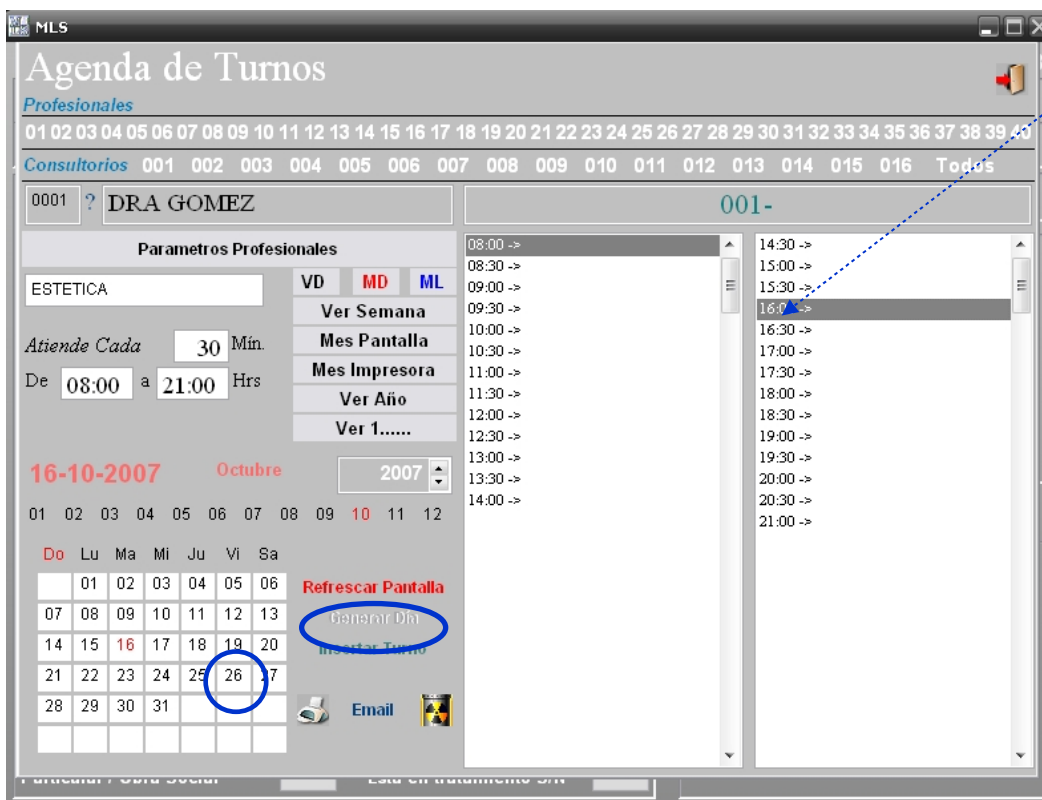 MLS
Agenda de Turnos
Profesionales
01 02 03 04 05 06 07 08 09 10 11 12 13 14 15 16 17 18 19 20 21 22 23 24 25 26 27 28 29 30 31 32 33 34 35 36 37 38 39 40
Consultorios 001 002 003 004 005 006 007 008 009 010 011 012 013 014 015 016 Todos
0001 ? DRA GOMEZ
001-
Parametros Profesionales
ESTETICA
VD MD ML
Ver Semana
Atiende Cada 30 Min.
Mes Pantalla
Mes Impresora
De 08:00 a 21:00 Hrs
Ver Año
Ver 1......
16-10-2007 Octubre 2007
01 02 03 04 05 06 07 08 09 10 11 12
Do Lu Ma Mi Ju Vi Sa
01 02 03 04 05 06
07 08 09 10 11 12 13
14 15 16 17 18 19 20
21 22 23 24 25 26 27
28 29 30 31
Refrescar Pantalla
Generar Dia
Insertar Turno
Email
08:00 ->
08:30 ->
09:00 ->
09:30 ->
10:00 ->
10:30 ->
11:00 ->
11:30 ->
12:00 ->
12:30 ->
13:00 ->
13:30 ->
14:00 ->
14:30 ->
15:00 ->
15:30 ->
16:00 ->
16:30 ->
17:00 ->
17:30 ->
18:00 ->
18:30 ->
19:00 ->
19:30 ->
20:00 ->
20:30 ->
21:00 ->
Particular / Obra Social
Esta en tratamiento S/N